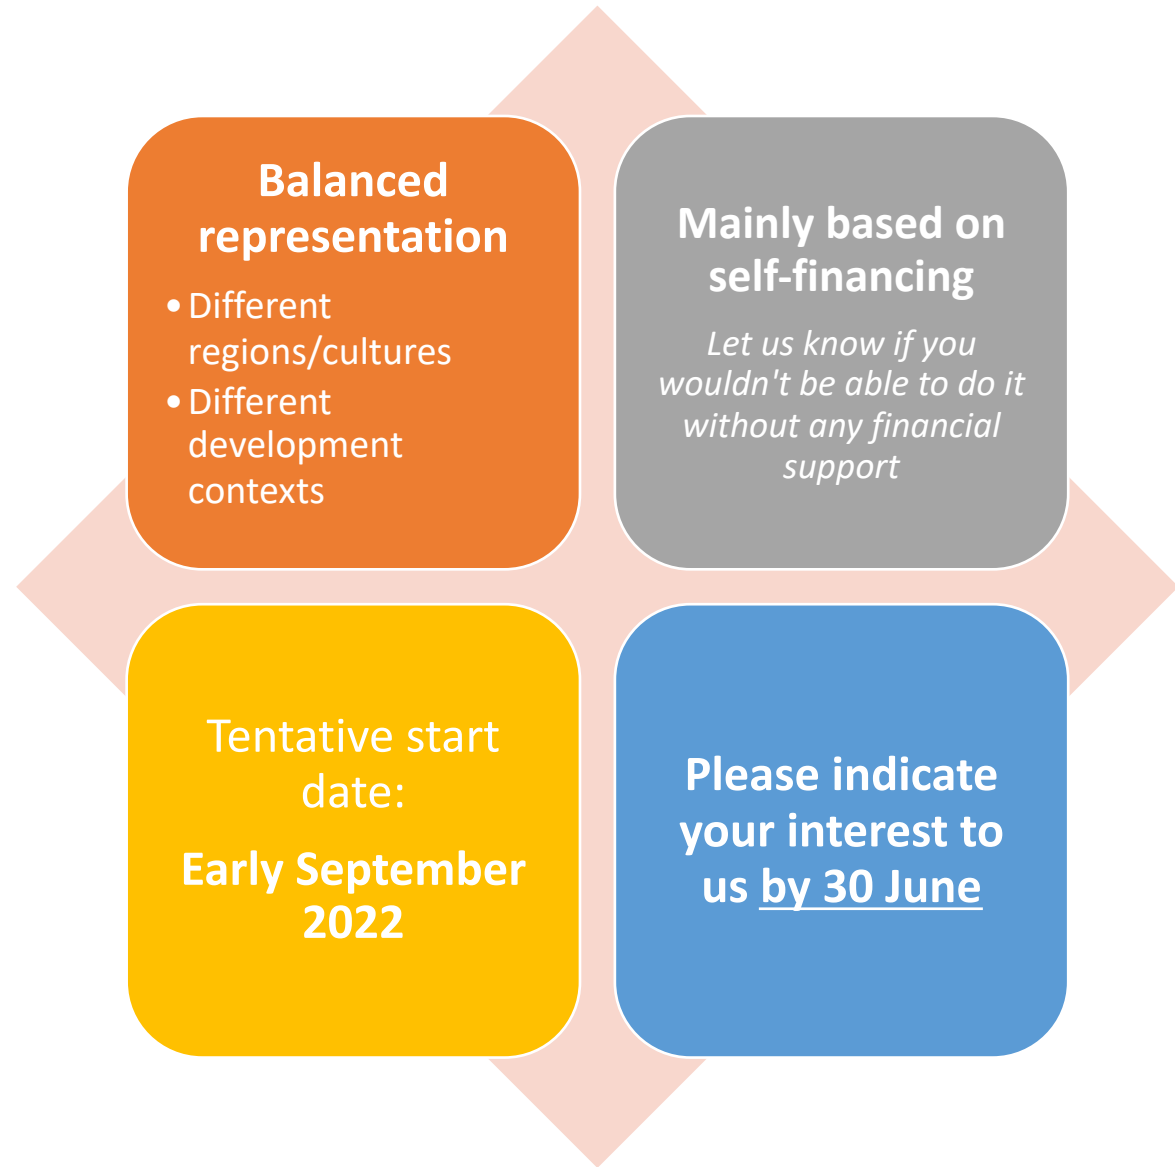 Balanced
representation
• Different
regions/cultures
• Different
development
contexts
Mainly based on
self-financing
Let us know if you
wouldn't be able to do it
without any financial
support
Tentative start
date:
Early September
2022
Please indicate
your interest to
us by 30 June